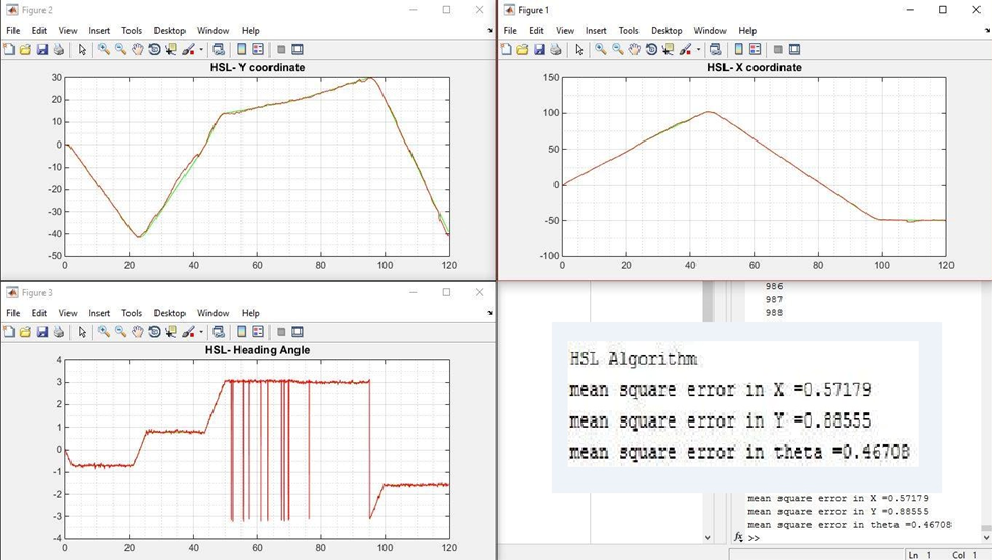 Figure 2
File Edit View Insert Tools Desktop Window Help
HSL- Y coordinate
30
20
10
0
-10
-20
-30
-40
-50
0 20 40 60 80 100 120
Figure 1
File Edit View Insert Tools Desktop Window Help
HSL- X coordinate
150
100
50
0
-50
-100
0 20 40 60 80 100 120
Figure 3
File Edit View Insert Tools Desktop Window Help
HSL- Heading Angle
4
3
2
1
0
-1
-2
-3
-4
0 20 40 60 80 100 120
986
987
988
HSL Algorithm
mean square error in X =0.57179
mean square error in Y =0.88555
mean square error in theta =0.46708
mean square error in X =0.57179
mean square error in Y =0.88555
mean square error in theta =0.46708
fx >>
Ln 1 Col 1